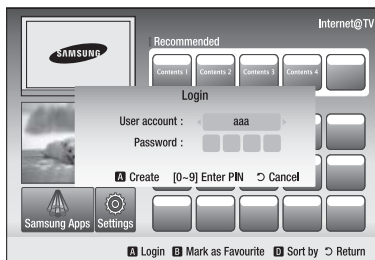 Internet@TV
SAMSUNG
Recommended
Contents 1 Contents 2 Contents 3 Contents 4
Login
User account : aaa
Password :
A Create [0~9] Enter PIN Cancel
Samsung Apps Settings
A Login B Mark as Favourite D Sort by Return